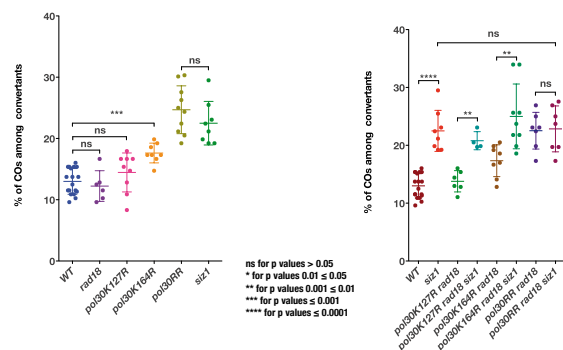 % of COs among convertants
40
30
20
10
0
ns
***
ns
ns
WT
rad18
pol30K127R
pol30K164R
pol30RR
siz1
ns for p values > 0.05
* for p values 0.01 ≤ 0.05
** for p values 0.001 ≤ 0.01
*** for p values ≤ 0.001
**** for p ≤ 0.0001
% of COs among convertants
40
30
20
10
0
ns
**
****
ns
**
WT
siz1
pol30K127R rad18
pol30K127R rad18 siz1
pol30K164R rad18
pol30K164R rad18 siz1
pol30RR rad18
pol30RR rad18 siz1